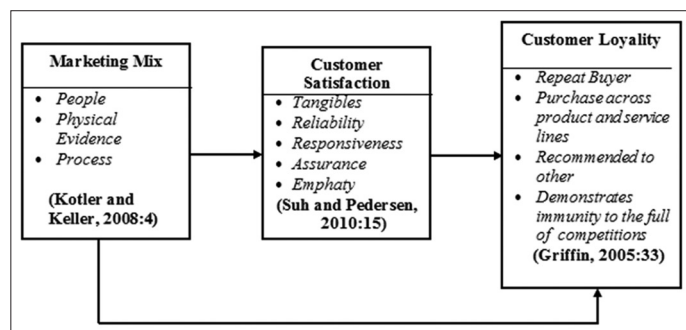 Marketing Mix
• People
• Physical
Evidence
• Process
(Kotler and
Keller, 2008:4)
Customer
Satisfaction
• Tangibles
• Reliability
• Responsiveness
• Assurance
• Emphaty
(Suh and Pedersen,
2010:15)
Customer Loyality
• Repeat Buyer
• Purchase across
product and service
lines
• Recommended to
other
• Demonstrates
immunity to the full
of competitions
(Griffin, 2005:33)